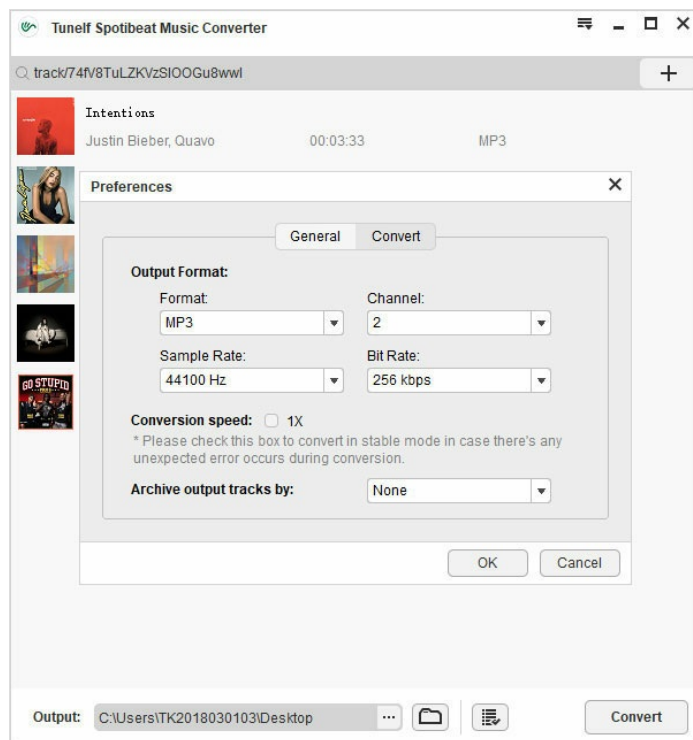 Tunelf Spotibeat Music Converter
track/74fV8TuLZKVzSIOOGu8wwI
Intentions
Justin Bieber, Quavo 00:03:33 MP3
Preferences
General Convert
Output Format:
Format: Channel:
MP3 2
Sample Rate: Bit Rate:
44100 Hz 256 kbps
Conversion speed: 1X
* Please check this box to convert in stable mode in case there's any
unexpected error occurs during conversion.
Archive output tracks by: None
OK Cancel
GO STUPID
Output: C:\Users\TK2018030103\Desktop ... Convert